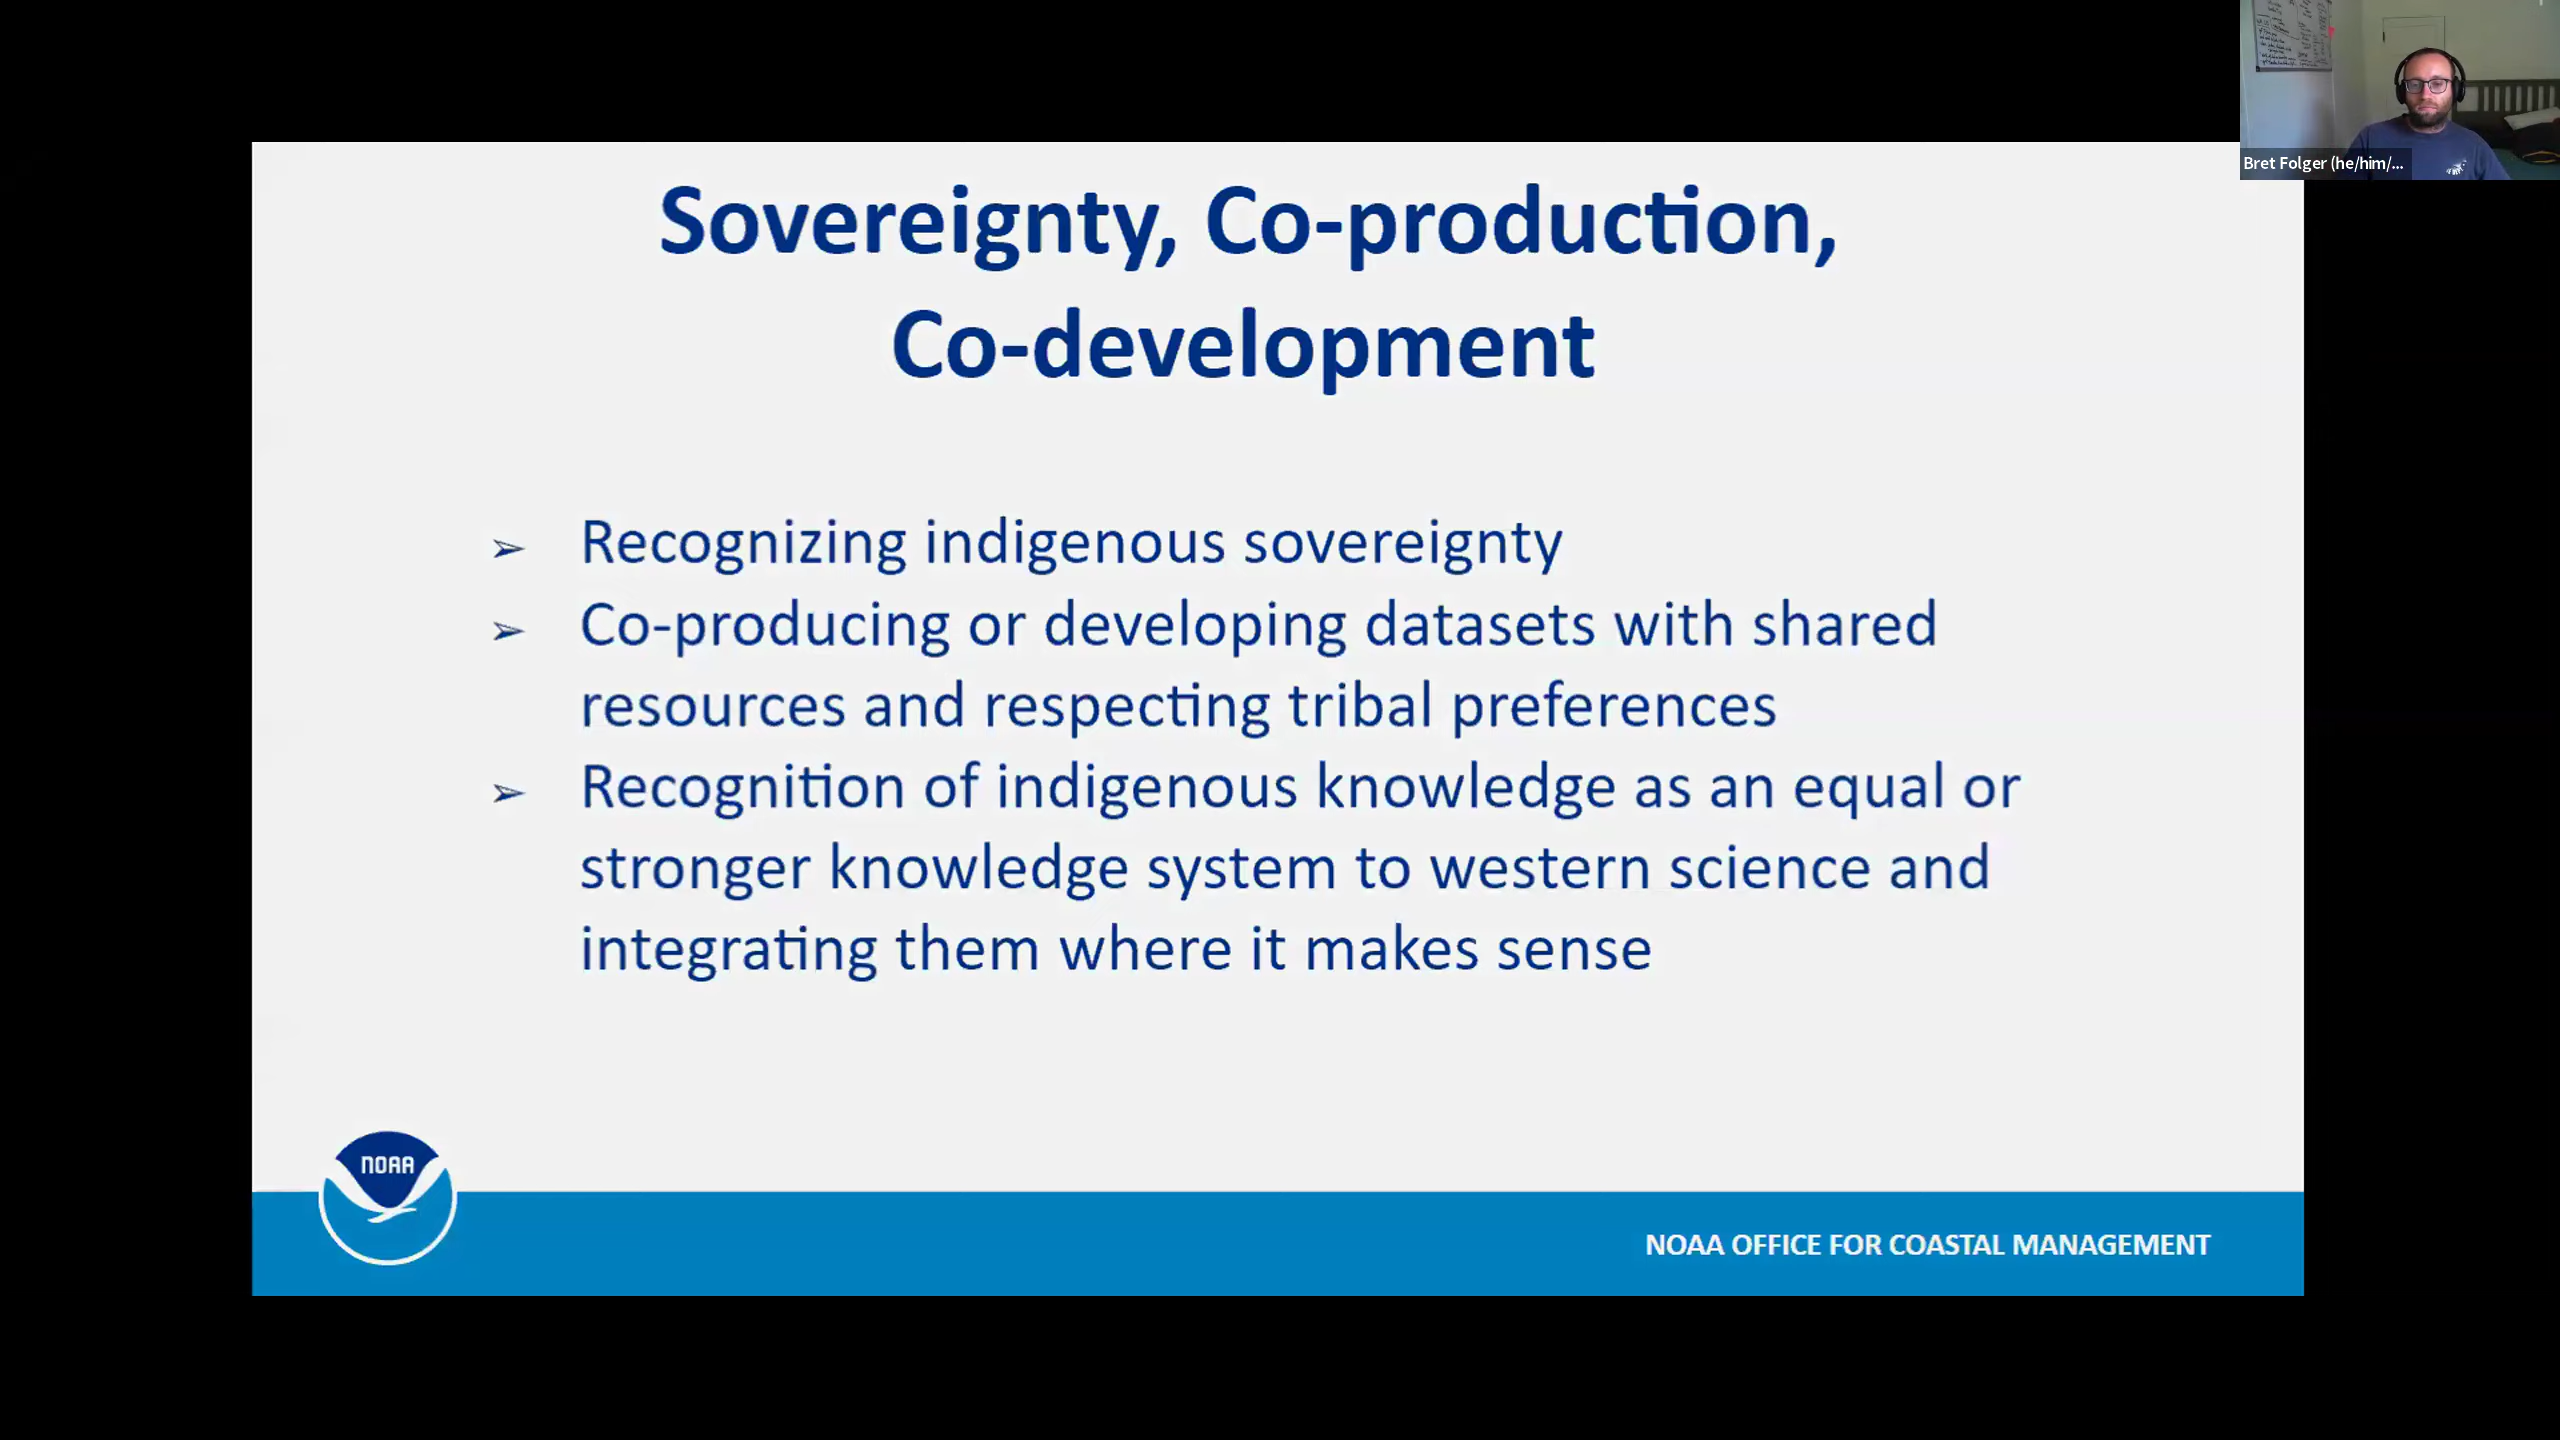 Bret Folger (he/him/...
Sovereignty, Co-production,
Co-development
➢ Recognizing indigenous sovereignty
➢ Co-producing or developing datasets with shared
resources and respecting tribal preferences
➢ Recognition of indigenous knowledge as an equal or
stronger knowledge system to western science and
integrating them where it makes sense
NOAA
NOAA OFFICE FOR COASTAL MANAGEMENT